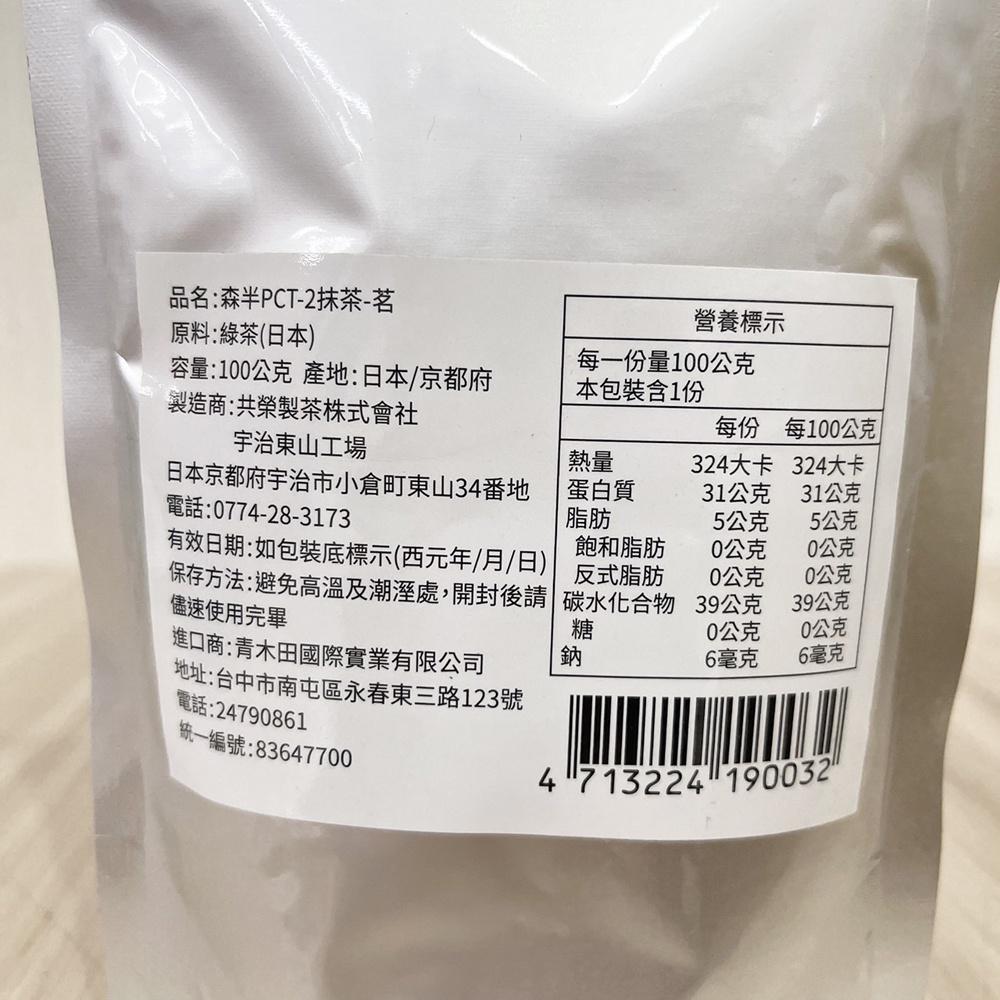 品名:森半PCT-2抹茶-茗
原料:綠茶(日本)
容量:100公克 產地:日本/京都府
製造商:共榮製茶株式會社
宇治東山工場
日本京都府宇治市小倉町東山34番地
電話:0774-28-3173
有效日期:如包裝底標示(西元年/月/日)
保存方法:避免高溫及潮溼處,開封後請
儘速使用完畢
進口商:青木田國際實業有限公司
地址:台中市南屯區永春東三路123號
電話:24790861
統一編號:83647700
營養標示
每一份量100公克
本包裝含1份
每份 每100公克
熱量 324大卡 324大卡
蛋白質 31公克 31公克
脂肪 5公克 5公克
飽和脂肪 0公克 0公克
反式脂肪 0公克 0公克
碳水化合物 39公克 39公克
糖 0公克 0公克
鈉 6毫克 6毫克
4 713224 190032